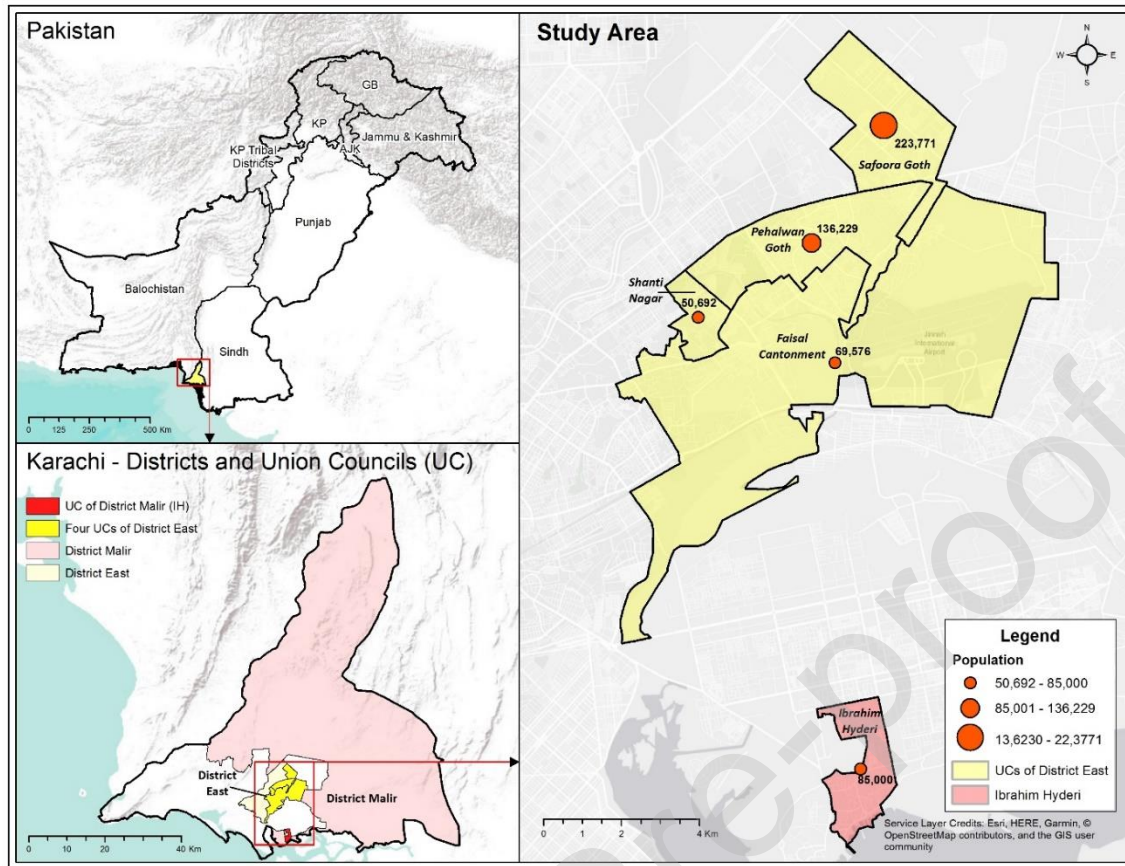 Pakistan
GB
KP
Jammu & Kashmir
KP Tribal
Districts
AJK
Punjab
Balochistan
Sindh
0 125 250 500 Km
Karachi - Districts and Union Councils (UC)
UC of District Malir (IH)
Four UCs of District East
District Malir
District East
District
East
District Malir
0 20 40 Km
Study Area
N
W E
S
223,771
Safoora Goth
Pehalwan
Goth
136,229
Shanti
Nagar
50,692
Faisal
Cantonment
69,576
Jinnah
International
Airport
Ibrahim
Hyderi
85,000
0 1 2 4 Km
Legend
Population
50,692 - 85,000
85,001 - 136,229
13,6230 - 22,3771
UCs of District East
Ibrahim Hyderi
Service Layer Credits: Esri, HERE, Garmin, ©
OpenStreetMap contributors, and the GIS user
community
re-proof